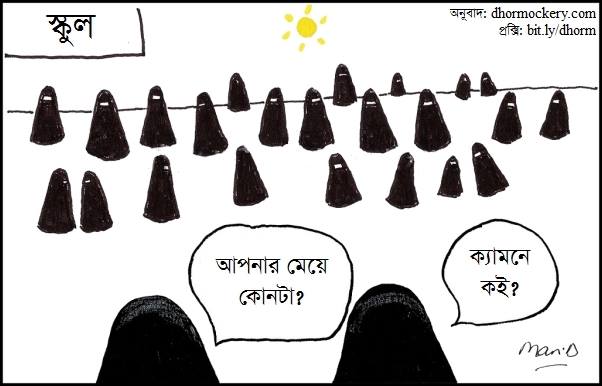 স্কুল
অনুবাদ: dhormockery.com
প্রক্সি: bit.ly/dhorm
আপনার মেয়ে
কোনটা?
ক্যামনে
কই?